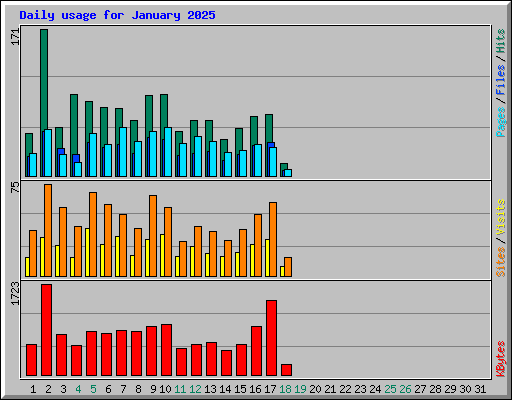 Daily usage for January 2025
171
75
1723
Pages / Files / Hits
Sites / Visits
KBytes
1 2 3 4 5 6 7 8 9 10 11 12 13 14 15 16 17 18 19 20 21 22 23 24 25 26 27 28 29 30 31